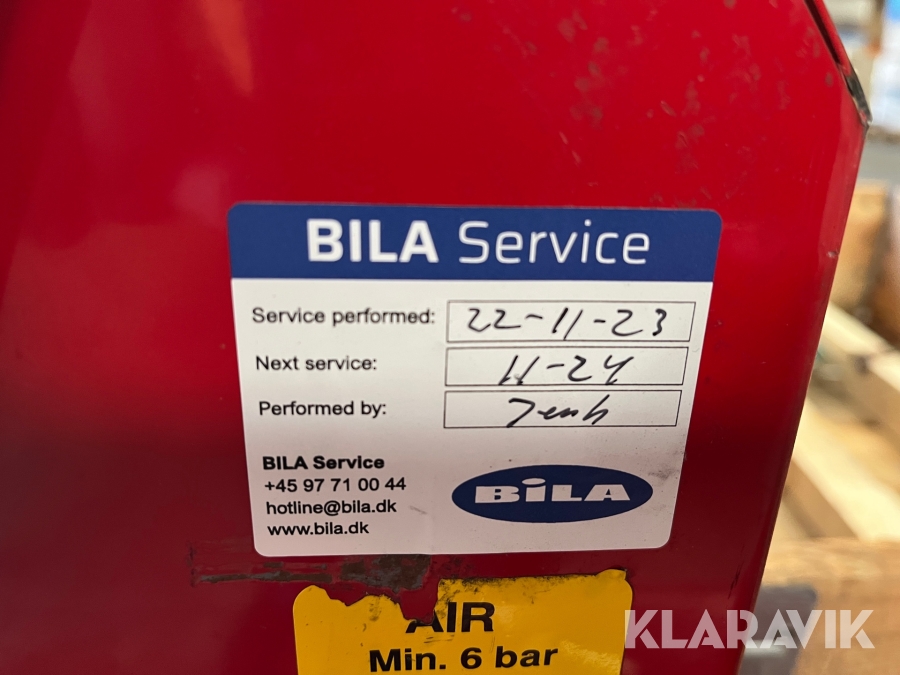 BILA Service
Service performed: 22-11-23
Next service: 11-24
Performed by:
BILA Service
+45 97 71 00 44
hotline@bila.dk
www.bila.dk
BiLA
AIR
Min. 6 bar
KLARAVIK